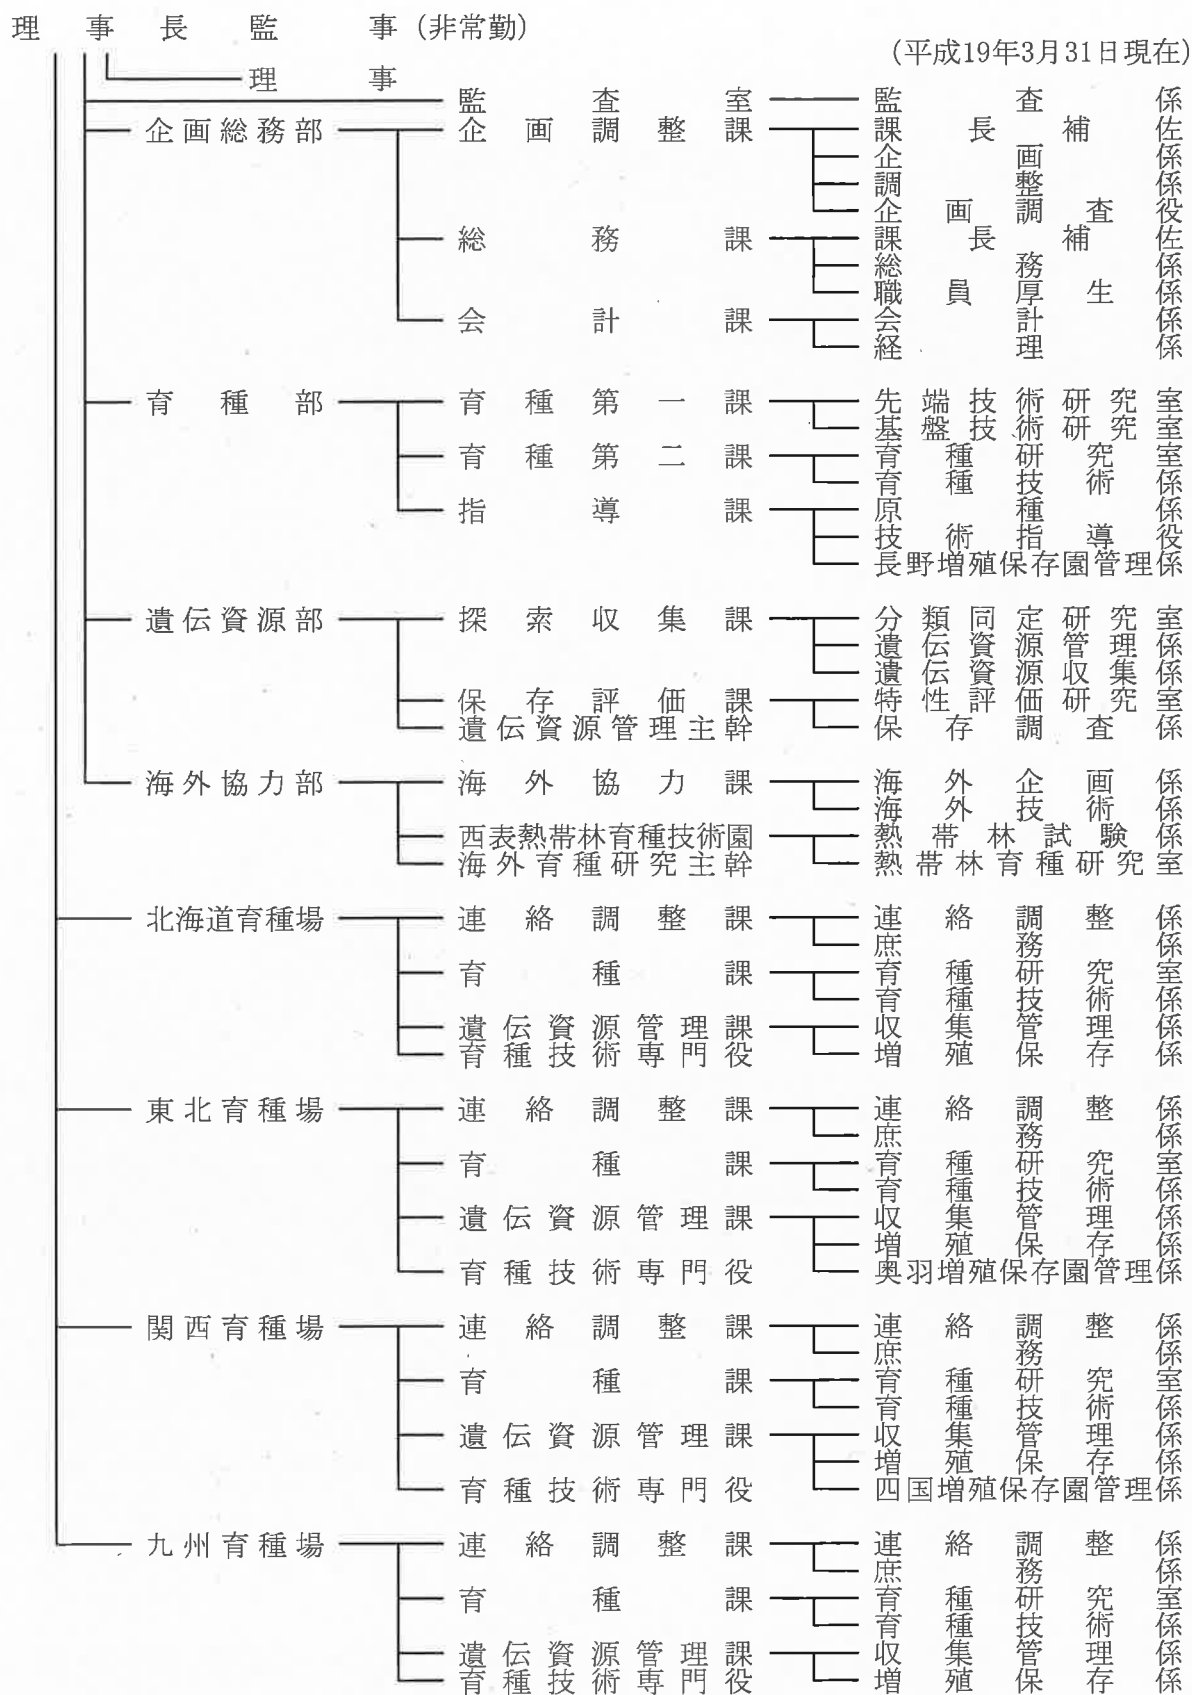 理事長監事(非常勤)
(平成19年3月31日現在)
理事
監査室 監査係
企画総務部 企画調整課 課長補佐
企画係
調整係
企画調査役
総務課 課長補佐
総務係
職員厚生係
会計課 会計係
経理係
育種部 育種第一課 先端技術研究室
基盤技術研究室
育種第二課 育種研究室
育種技術係
指導課 原種係
技術指導役
長野増殖保存園管理係
遺伝資源部 探索収集課 分類同定研究室
遺伝資源管理係
遺伝資源収集係
保存評価課 特性評価研究室
遺伝資源管理主幹 保存調査係
海外協力部 海外協力課 海外企画係
海外技術係
西表熱帯林育種技術園 熱帯林試験係
海外育種研究主幹 熱帯林育種研究室
北海道育種場 連絡調整課 連絡調整係
庶務係
育種課 育種研究室
育種技術係
遺伝資源管理課 収集管理係
育種技術専門役 増殖保存係
東北育種場 連絡調整課 連絡調整係
庶務係
育種課 育種研究室
育種技術係
遺伝資源管理課 収集管理係
増殖保存係
育種技術専門役 奥羽増殖保存園管理係
関西育種場 連絡調整課 連絡調整係
庶務係
育種課 育種研究室
育種技術係
遺伝資源管理課 収集管理係
増殖保存係
育種技術専門役 四国増殖保存園管理係
九州育種場 連絡調整課 連絡調整係
庶務係
育種課 育種研究室
育種技術係
遺伝資源管理課 収集管理係
育種技術専門役 増殖保存係